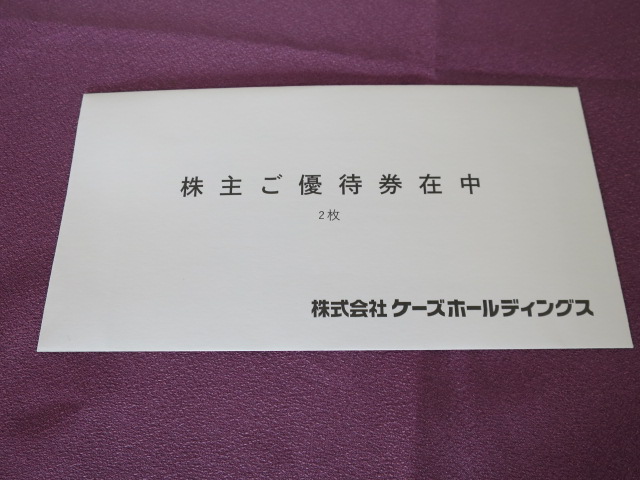 株主ご優待券在中
2枚
株式会社ケーズホールディングス